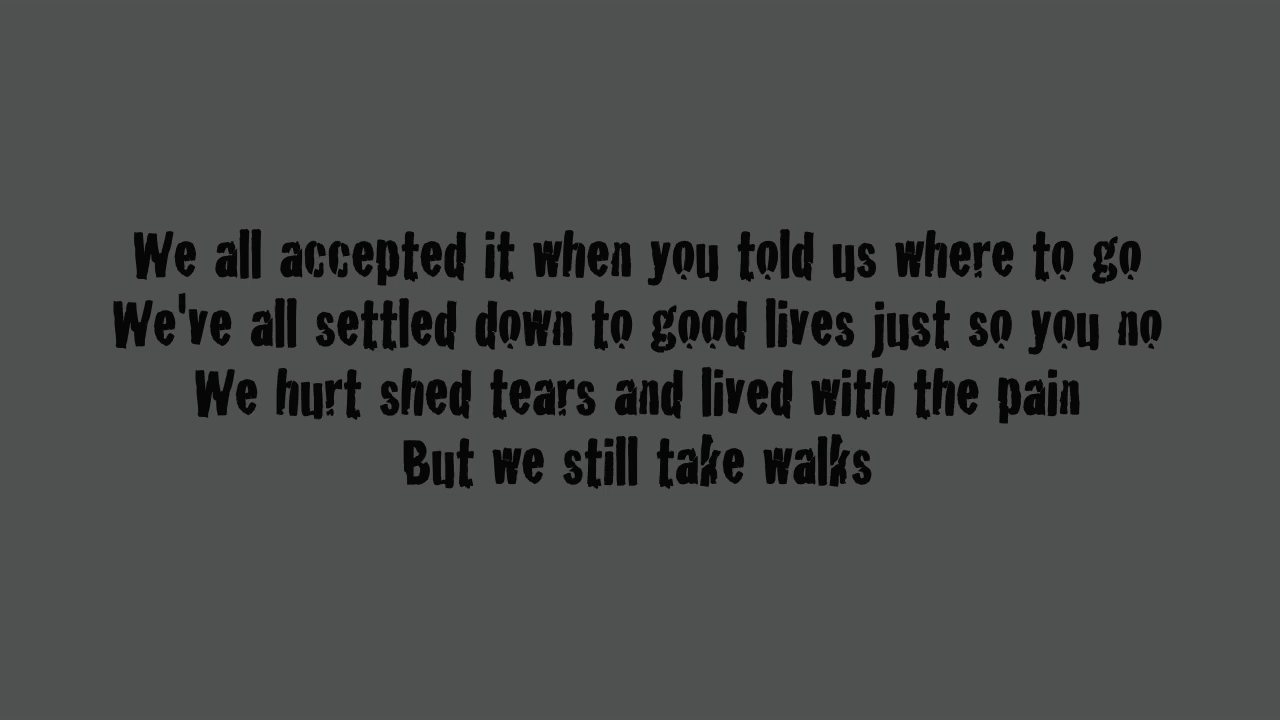 We all accepted it when you told us where to go
We've all settled down to good lives just so you no
We hurt shed tears and lived with the pain
But we still take walks